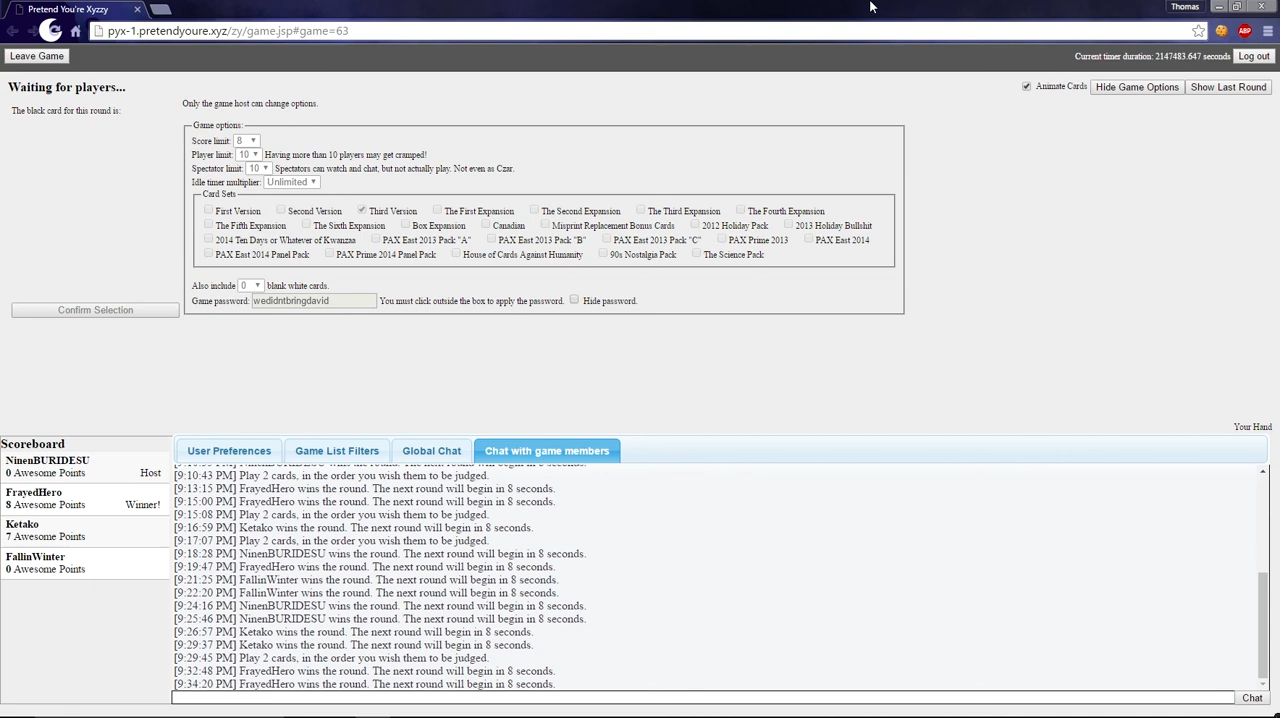 Pretend You're Xyzzy
Thomas
pyx-1.pretendyoure.xyz/zy/game.jsp#game=63
ABP
Leave Game
Current timer duration: 2147483.647 seconds
Log out
Waiting for players...
Animate Cards
Hide Game Options
Show Last Round
The black card for this round is:
Only the game host can change options.
Game options:
Score limit: 8
Player limit: 10 Having more than 10 players may get cramped!
Spectator limit: 10 Spectators can watch and chat, but not actually play. Not even as Czar.
Idle timer multiplier: Unlimited
Card Sets
First Version Second Version Third Version The First Expansion The Second Expansion The Third Expansion The Fourth Expansion
The Fifth Expansion The Sixth Expansion Box Expansion Canadian Misprint Replacement Bonus Cards 2012 Holiday Pack 2013 Holiday Bullshit
2014 Ten Days or Whatever of Kwanzaa PAX East 2013 Pack "A" PAX East 2013 Pack "B" PAX East 2013 Pack "C" PAX Prime 2013 PAX East 2014
PAX East 2014 Panel Pack PAX Prime 2014 Panel Pack House of Cards Against Humanity 90s Nostalgia Pack The Science Pack
Also include 0 blank white cards.
Game password: wedidntbringdavid You must click outside the box to apply the password. Hide password.
Confirm Selection
Your Hand
Scoreboard
NinenBURIDESU
0 Awesome Points Host
FrayedHero
8 Awesome Points Winner!
Ketako
7 Awesome Points
FallinWinter
0 Awesome Points
User Preferences
Game List Filters
Global Chat
Chat with game members
[9:10:43 PM] Play 2 cards, in the order you wish them to be judged.
[9:13:15 PM] FrayedHero wins the round. The next round will begin in 8 seconds.
[9:15:00 PM] FrayedHero wins the round. The next round will begin in 8 seconds.
[9:15:08 PM] Play 2 cards, in the order you wish them to be judged.
[9:16:59 PM] Ketako wins the round. The next round will begin in 8 seconds.
[9:17:07 PM] Play 2 cards, in the order you wish them to be judged.
[9:18:28 PM] NinenBURIDESU wins the round. The next round will begin in 8 seconds.
[9:19:47 PM] FrayedHero wins the round. The next round will begin in 8 seconds.
[9:21:25 PM] FallinWinter wins the round. The next round will begin in 8 seconds.
[9:22:20 PM] FallinWinter wins the round. The next round will begin in 8 seconds.
[9:24:16 PM] NinenBURIDESU wins the round. The next round will begin in 8 seconds.
[9:25:46 PM] NinenBURIDESU wins the round. The next round will begin in 8 seconds.
[9:26:57 PM] Ketako wins the round. The next round will begin in 8 seconds.
[9:29:37 PM] Ketako wins the round. The next round will begin in 8 seconds.
[9:29:45 PM] Play 2 cards, in the order you wish them to be judged.
[9:32:48 PM] FrayedHero wins the round. The next round will begin in 8 seconds.
[9:34:20 PM] FrayedHero wins the round. The next round will begin in 8 seconds.
Chat